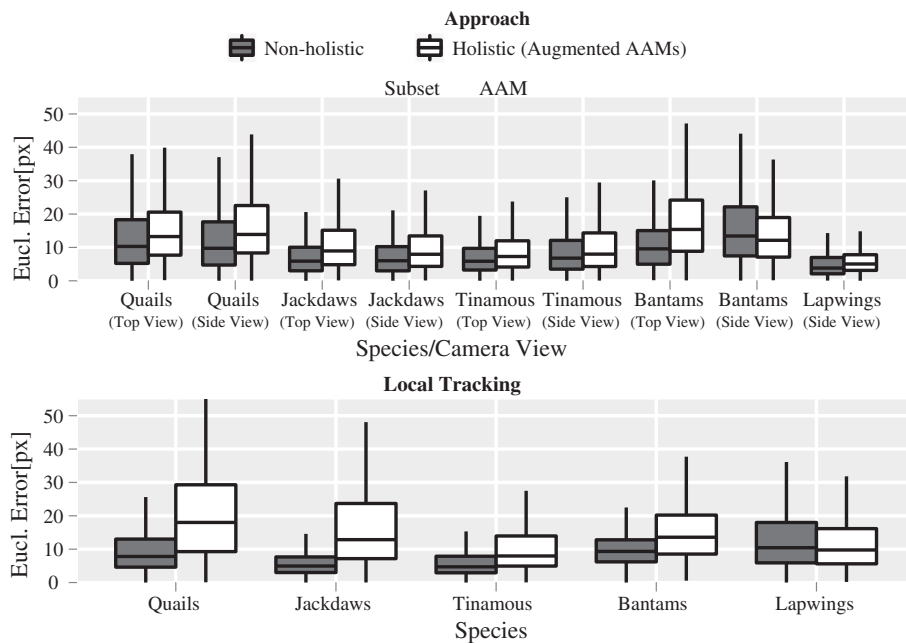 Approach
Non-holistic Holistic (Augmented AAMs)
Subset AAM
Eucl. Error[px]
50
40
30
20
10
0
Quails Quails Jackdaws Jackdaws Tinamous Tinamous Bantams Bantams Lapwings
(Top View) (Side View) (Top View) (Side View) (Top View) (Side View) (Top View) (Side View) (Side View)
Species/Camera View
Local Tracking
Eucl. Error[px]
50
40
30
20
10
0
Quails Jackdaws Tinamous Bantams Lapwings
Species